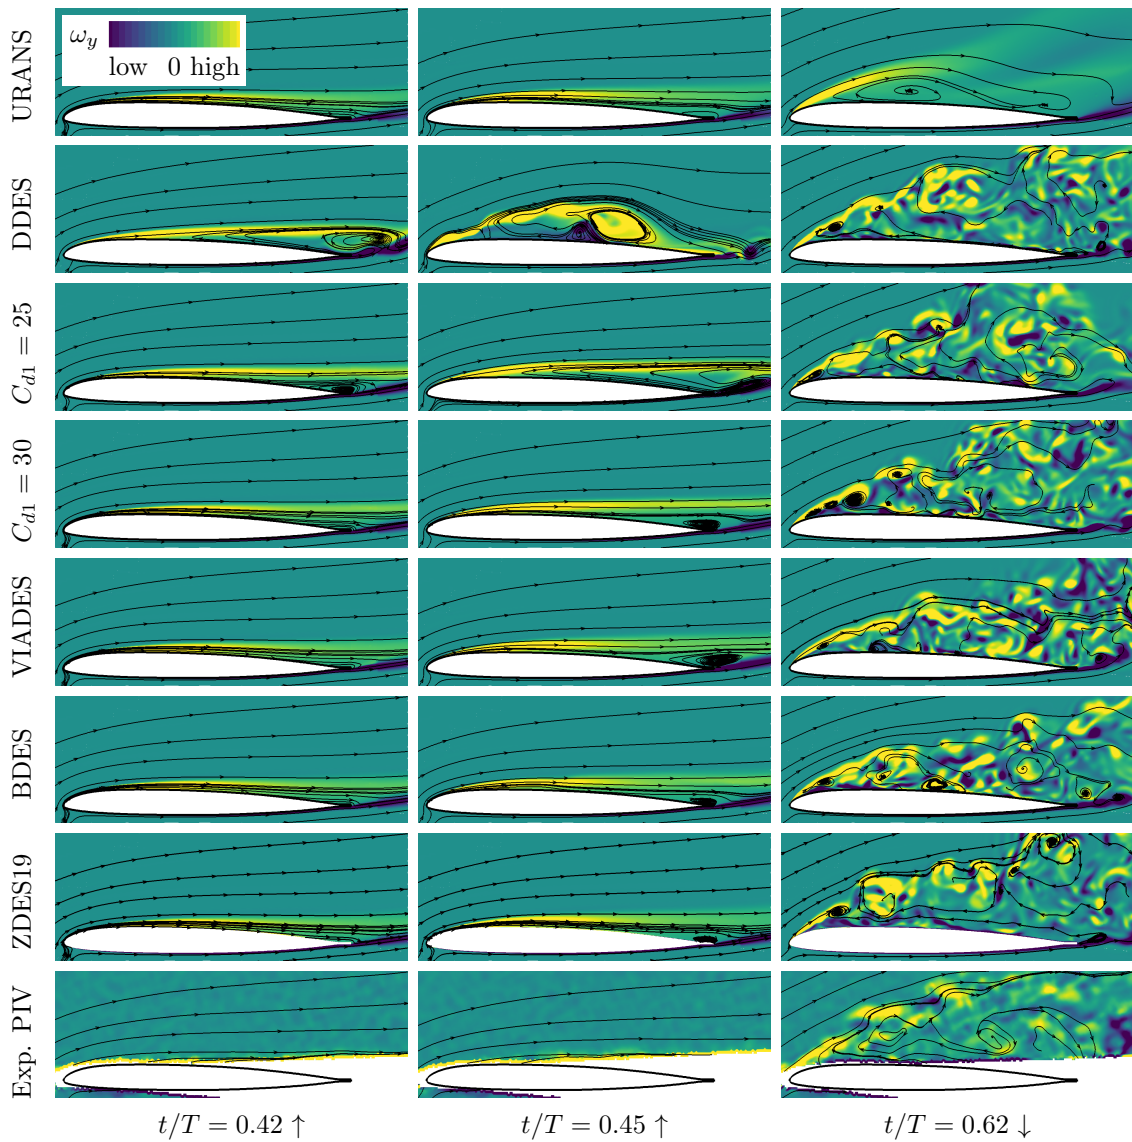 URANS
ω_y
low 0 high
DDES
C_{d1} = 25
C_{d1} = 30
VIADES
BDES
ZDES19
Exp. PIV
t/T = 0.42 ↑
t/T = 0.45 ↑
t/T = 0.62 ↓